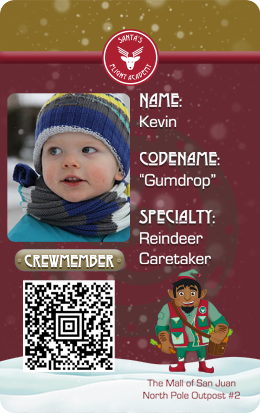 SANTA'S
FLIGHT ACADEMY
NAME:
Kevin
CODENAME:
"Gumdrop"
SPECIALTY:
Reindeer
Caretaker
CREWMEMBER
The Mall of San Juan
North Pole Outpost #2